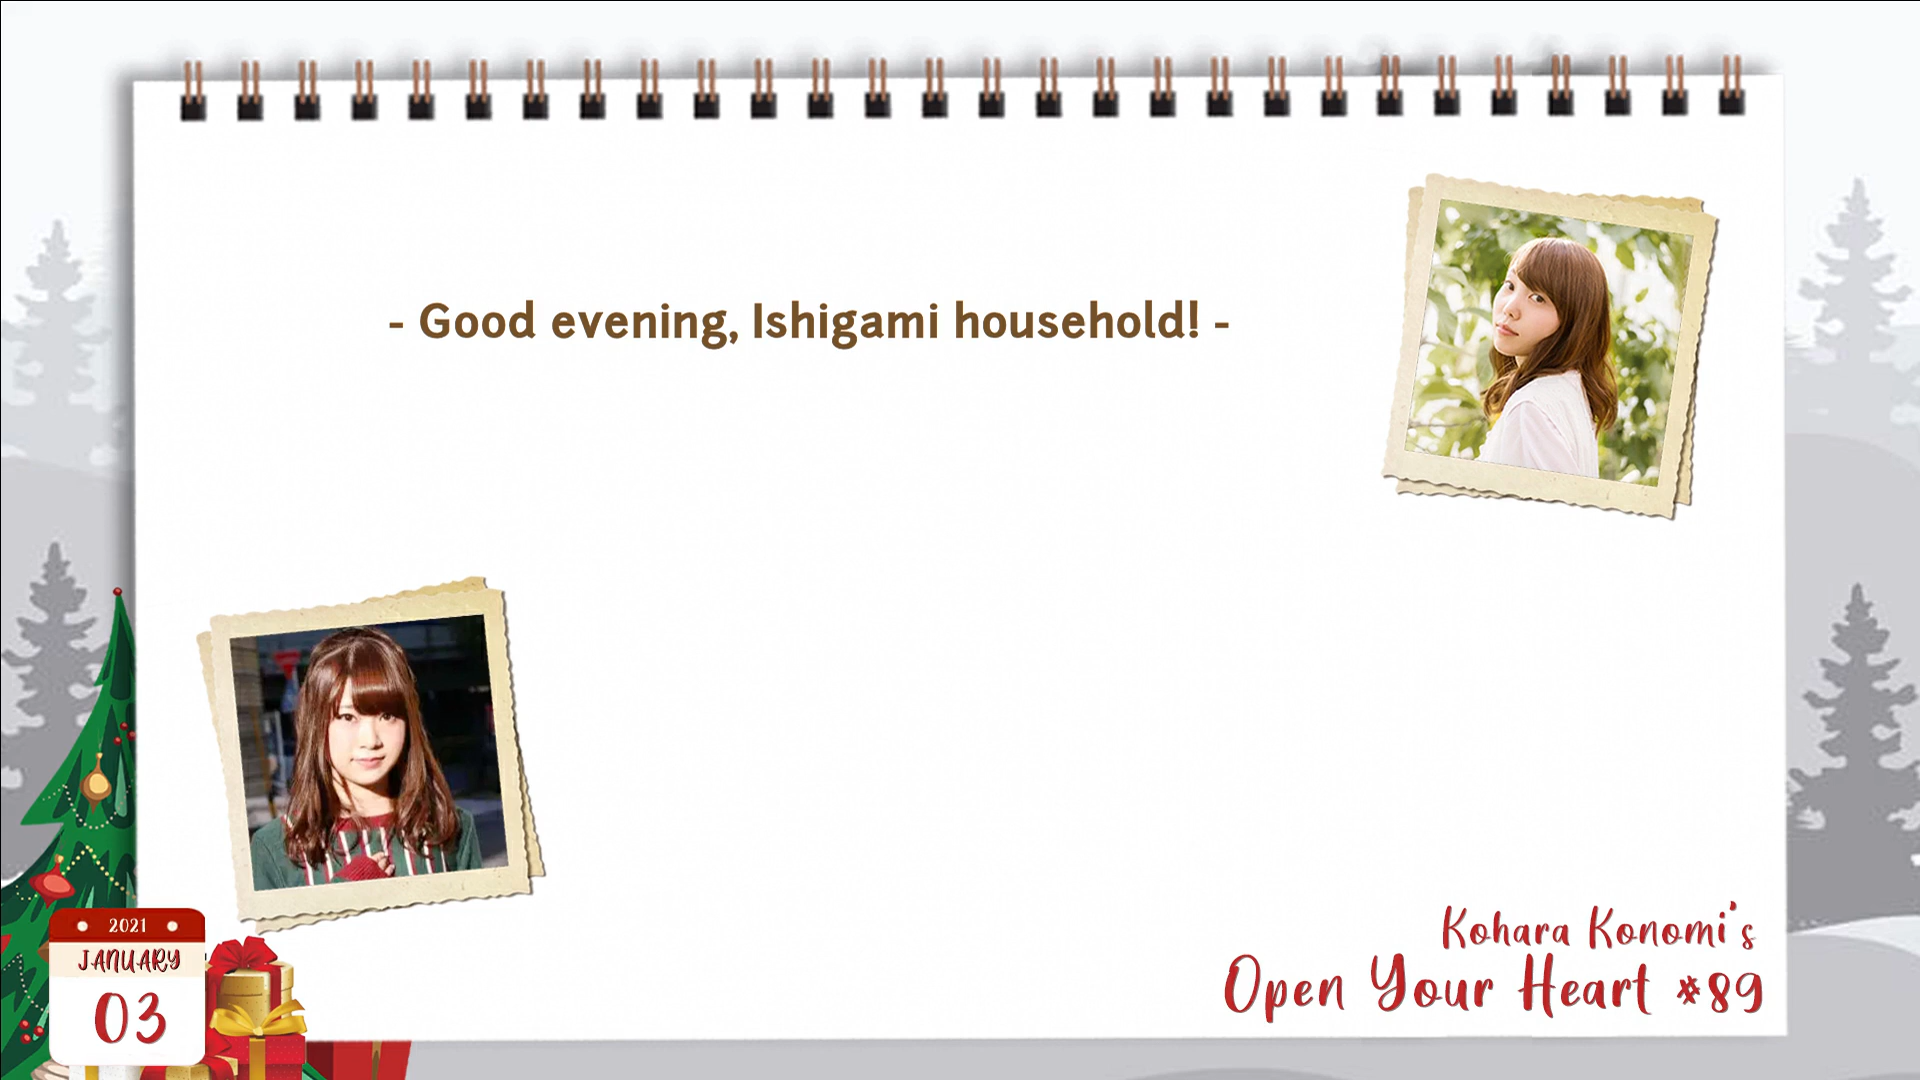 - Good evening, Ishigami household! -
2021
JANUARY
03
Kohara Konomi's
Open Your Heart #89